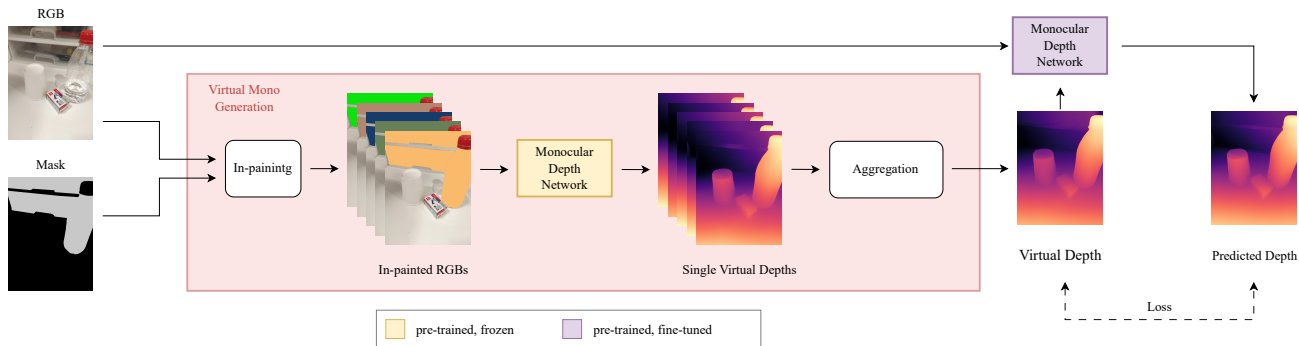 RGB
Mask
Virtual Mono
Generation
In-painintg
In-painted RGBs
Monocular
Depth
Network
Single Virtual Depths
Aggregation
Monocular
Depth
Network
Virtual Depth
Predicted Depth
Loss
pre-trained, frozen
pre-trained, fine-tuned